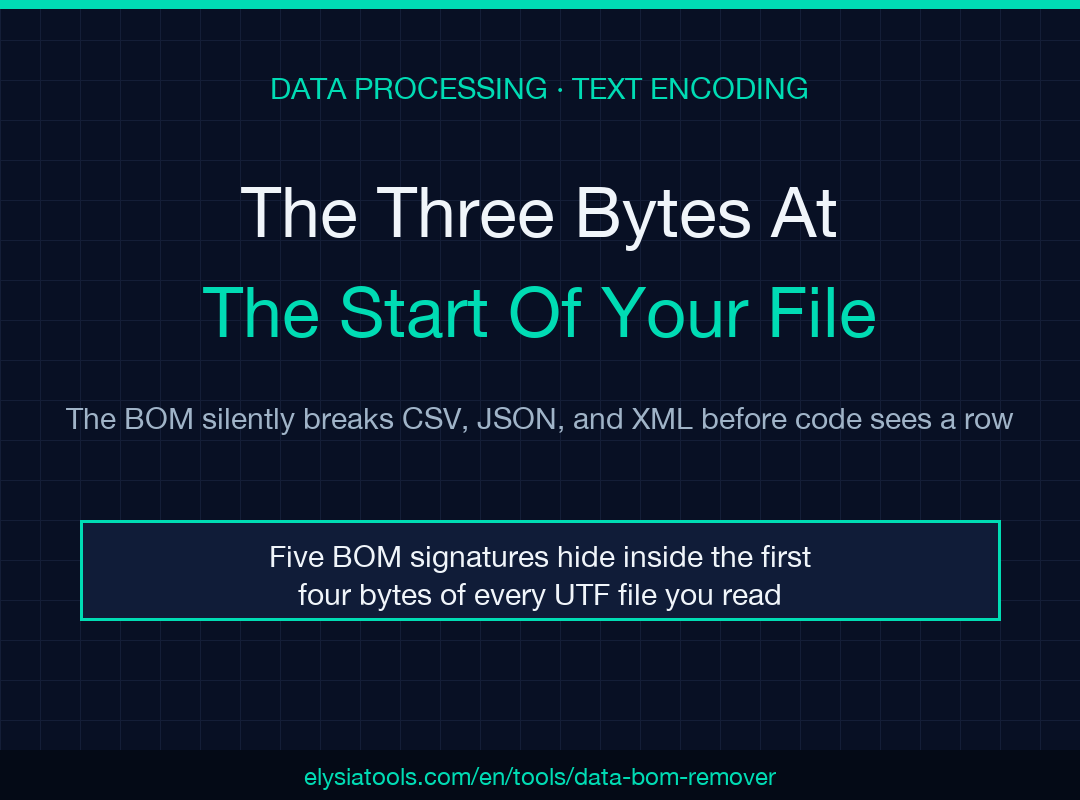 DATA PROCESSING · TEXT ENCODING
The Three Bytes At
The Start Of Your File
The BOM silently breaks CSV, JSON, and XML before code sees a row
Five BOM signatures hide inside the first
four bytes of every UTF file you read
elysiatools.com/en/tools/data-bom-remover